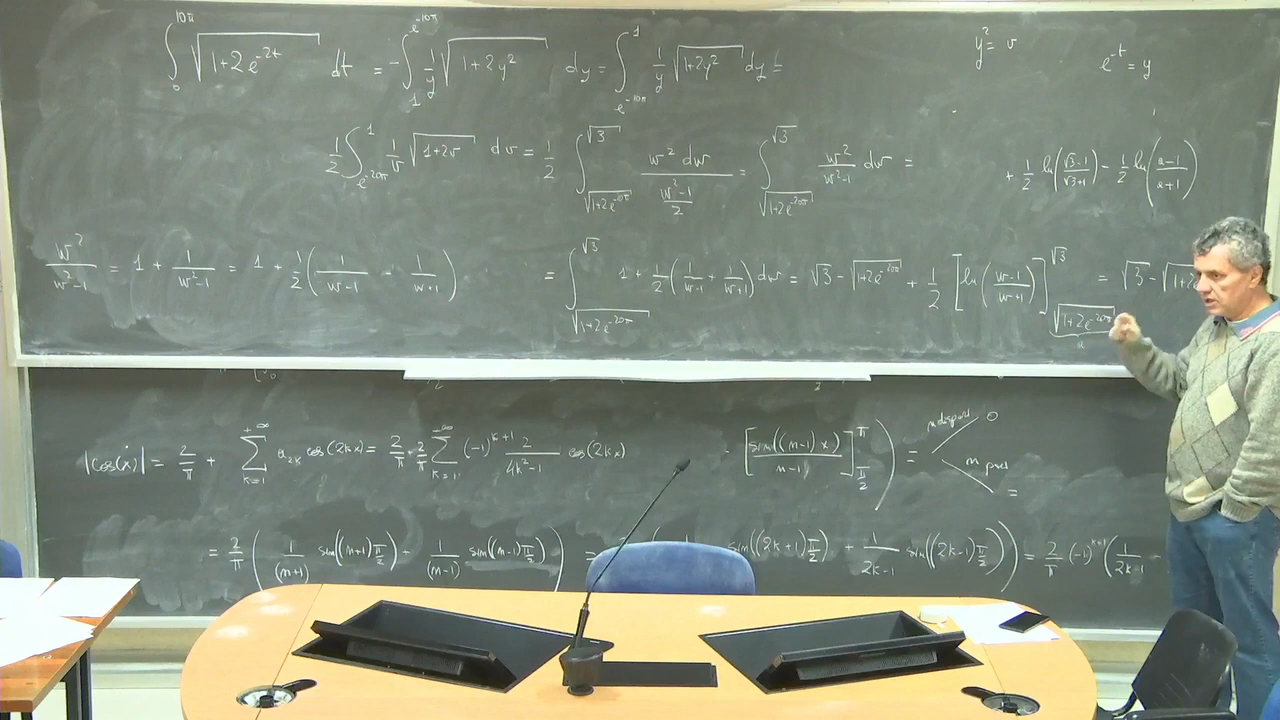 ∫_0^{10π} √(1+2e^{-2t}) dt = -∫_1^{e^{-10π}} 1/y √(1+2y²) dy = ∫_{e^{-10π}}^1 1/y √(1+2y²) dy =
y² = v
e^{-t} = y
1/2 ∫_{e^{-20π}}^1 1/v √(1+2v) dv = 1/2 ∫_{√(1+2e^{-20π})}^{√3} w² dw / ((w²-1)/2) = ∫_{√(1+2e^{-20π})}^{√3} w²/(w²-1) dw =
+ 1/2 ln((√3-1)/(√3+1)) - 1/2 ln((a-1)/(a+1))
w²/(w²-1) = 1 + 1/(w²-1) = 1 + 1/2 (1/(w-1) - 1/(w+1))
= ∫_{√(1+2e^{-20π})}^{√3} 1 + 1/2 (1/(w-1) + 1/(w+1)) dw = √3 - √(1+2e^{-20π}) + 1/2 [ln((w-1)/(w+1))]_{√(1+2e^{-20π})}^{√3} = √3 - √(1+2
a
|cos(x)| = 2/π + ∑_{k=1}^{+∞} a_{2k} cos(2kx) = 2/π + 2/π ∑_{k=1}^{+∞} (-1)^{k+1} 2/(4k²-1) cos(2kx)
- [sin((n-1)x)/(n-1)]_{π/2}^{π} ) =
n dispari 0
n pari =
= 2/π (1/(n+1) sin((n+1)π/2) - 1/(n-1) sin((n-1)π/2)) =
sin((2k+1)π/2) + 1/(2k-1) sin((2k-1)π/2)) = 2/π (-1)^{k+1} (1/(2k-1) -